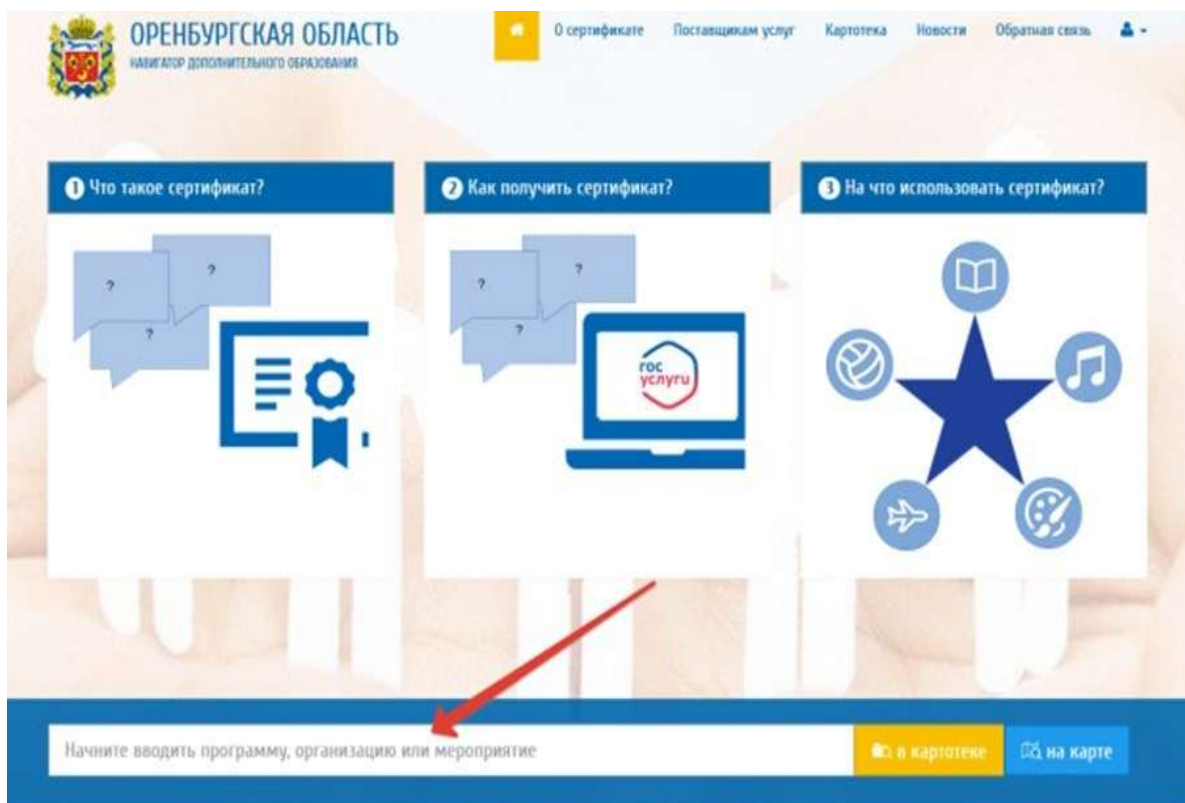 ОРЕНБУРГСКАЯ ОБЛАСТЬ
НАВИГАТОР ДОПОЛНИТЕЛЬНОГО ОБРАЗОВАНИЯ
О сертификате Поставщикам услуг Картотека Новости Обратная связь
1 Что такое сертификат?
2 Как получить сертификат?
3 На что использовать сертификат?
? ? ?
? ? ?
гос
услуги
Начните вводить программу, организацию или мероприятие
в картотеке
на карте